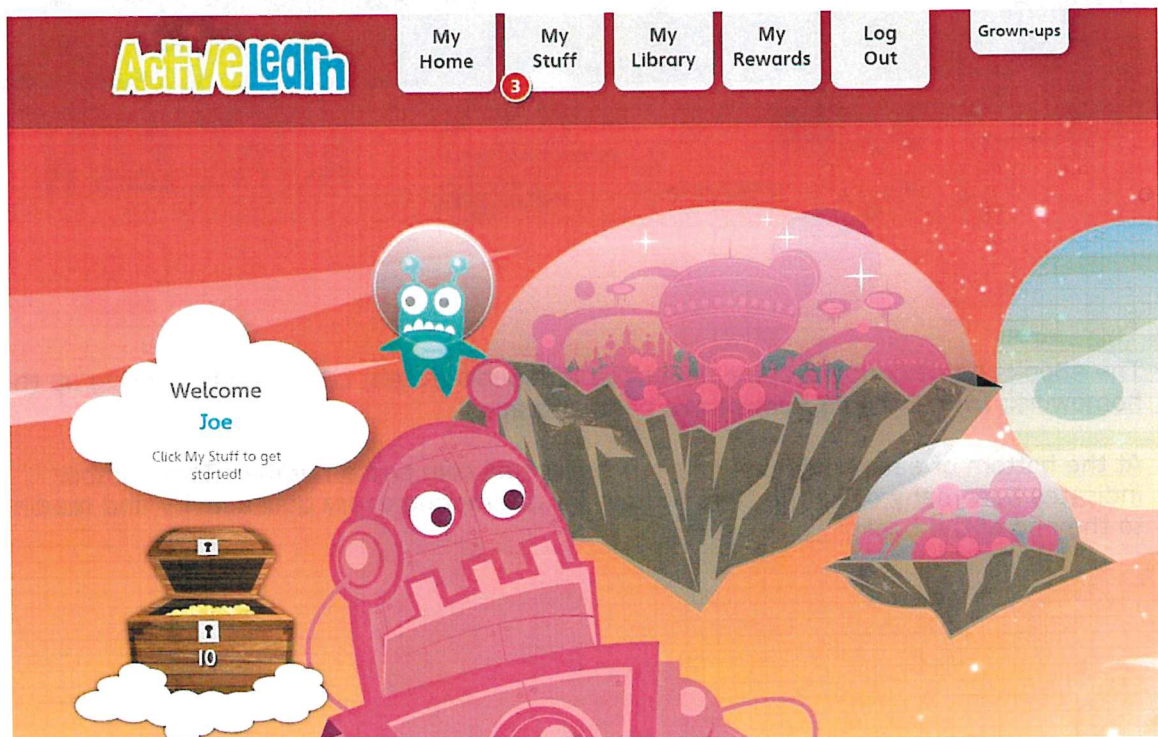 ActiveLearn
My
Home
My
Stuff
3
My
Library
My
Rewards
Log
Out
Grown-ups
Welcome
Joe
Click My Stuff to get
started!
10